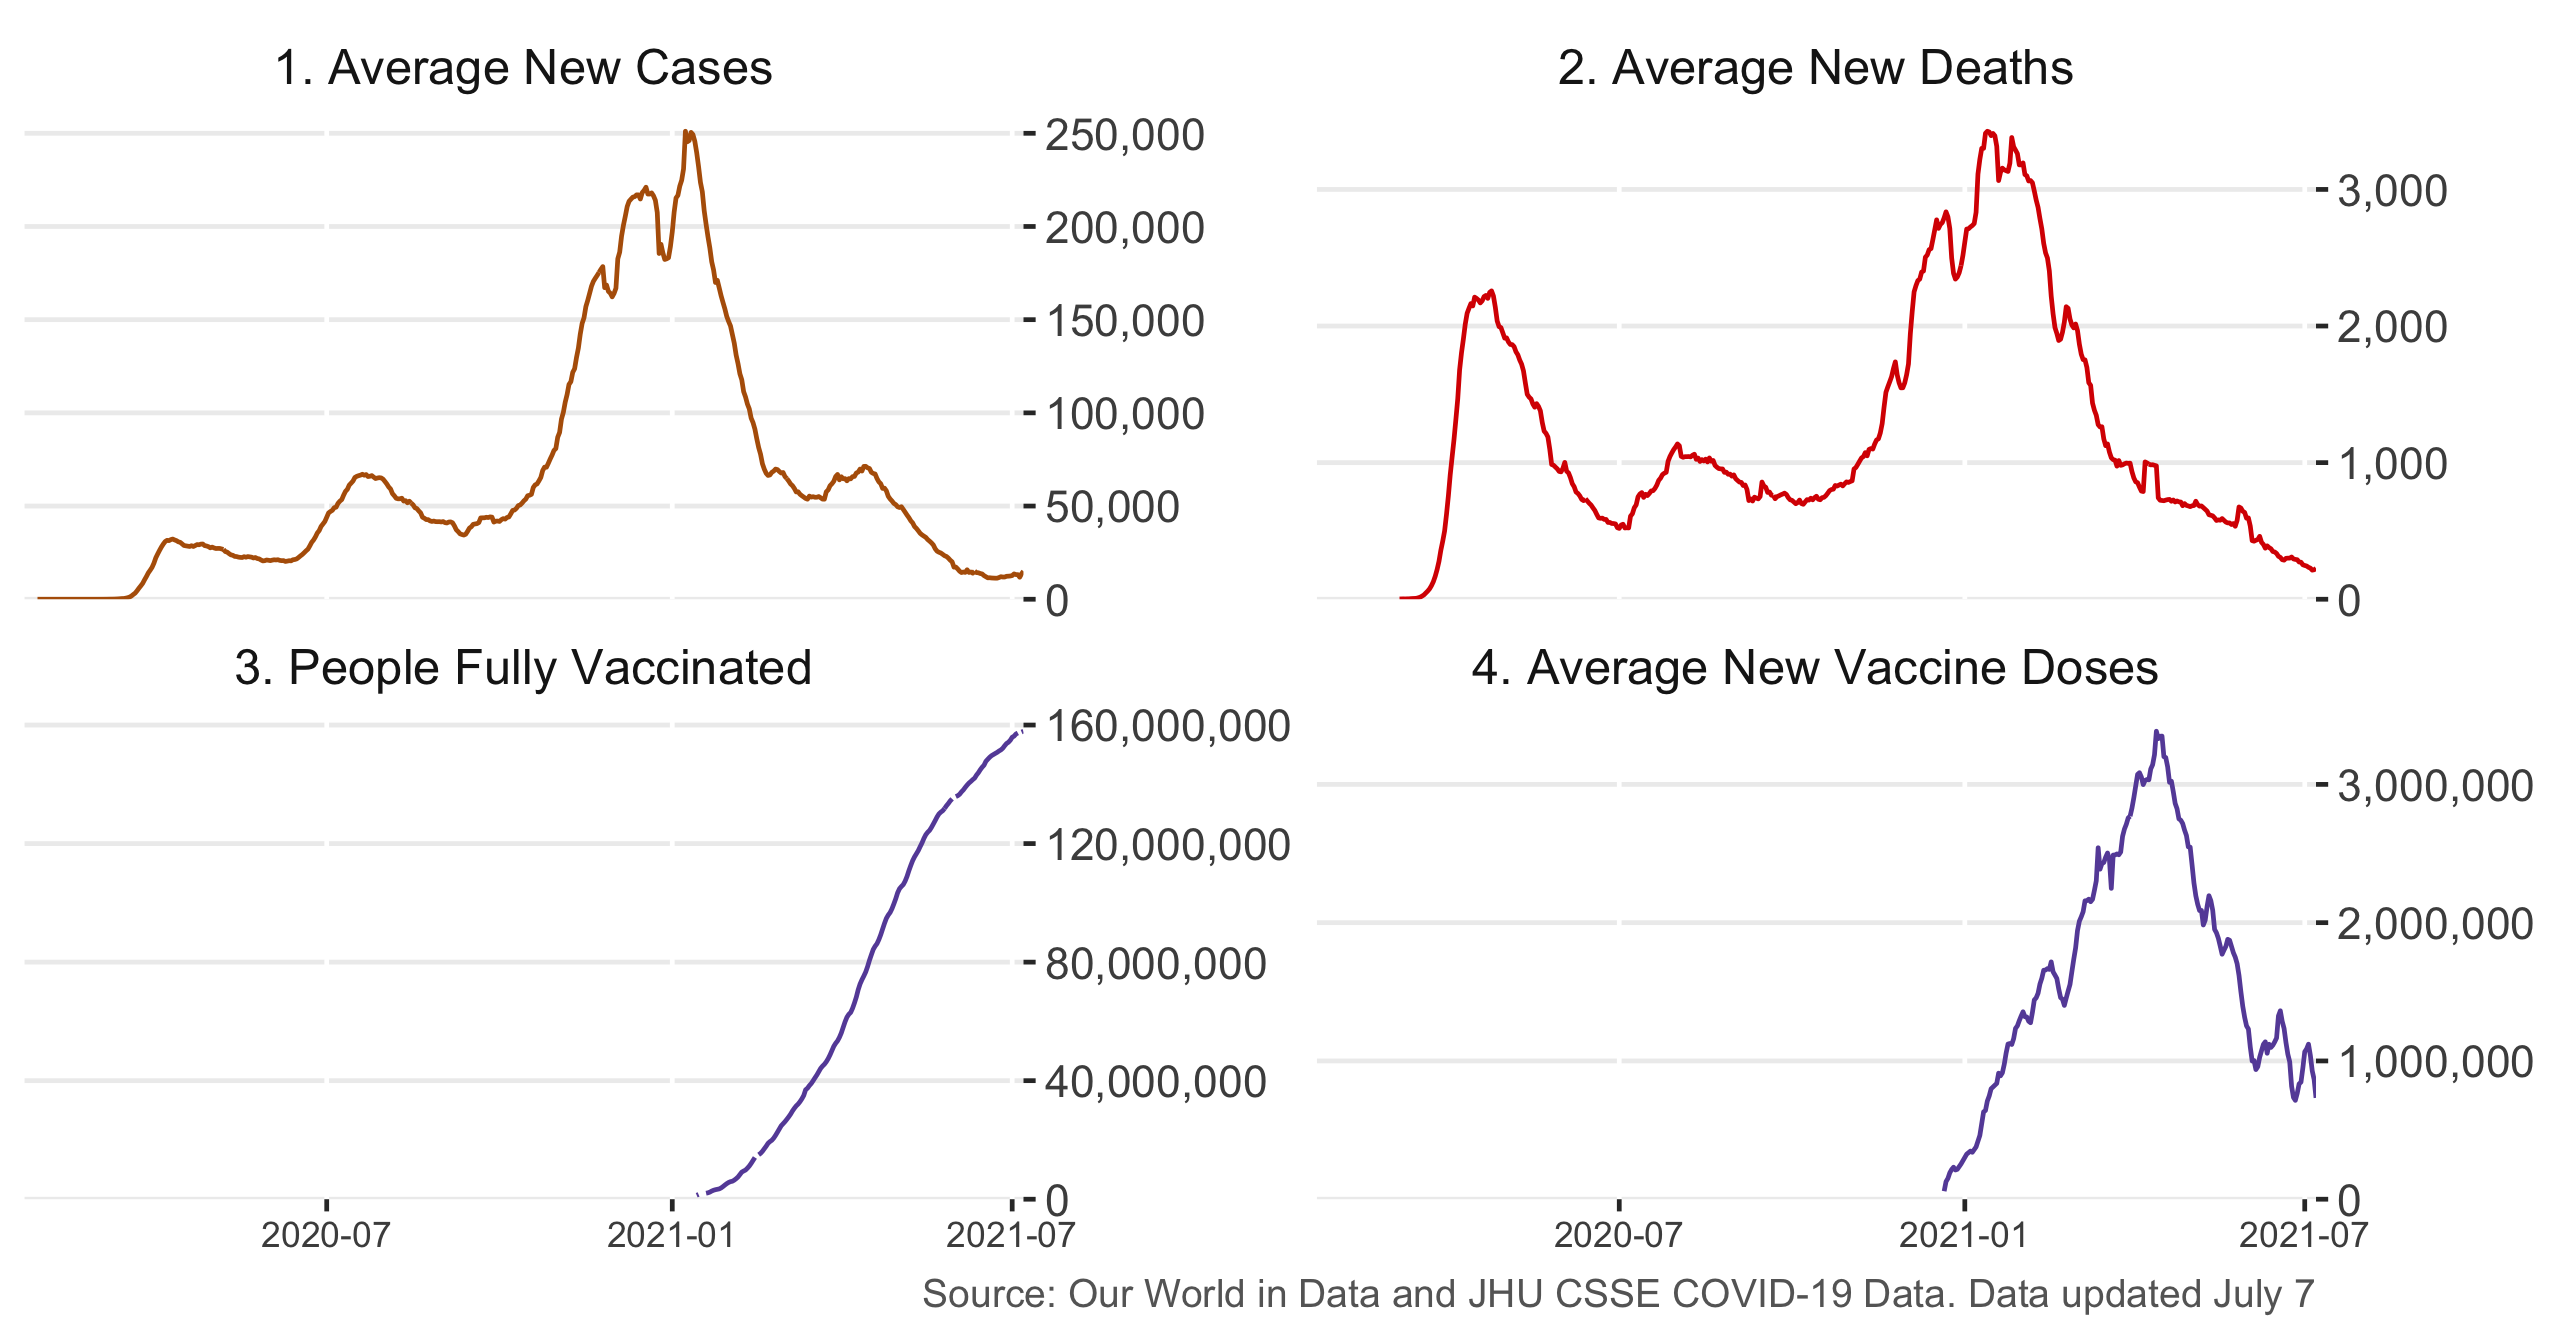 1. Average New Cases
250,000
200,000
150,000
100,000
50,000
0
2. Average New Deaths
3,000
2,000
1,000
0
3. People Fully Vaccinated
160,000,000
120,000,000
80,000,000
40,000,000
0
2020-07 2021-01 2021-07
4. Average New Vaccine Doses
3,000,000
2,000,000
1,000,000
0
2020-07 2021-01 2021-07
Source: Our World in Data and JHU CSSE COVID-19 Data. Data updated July 7